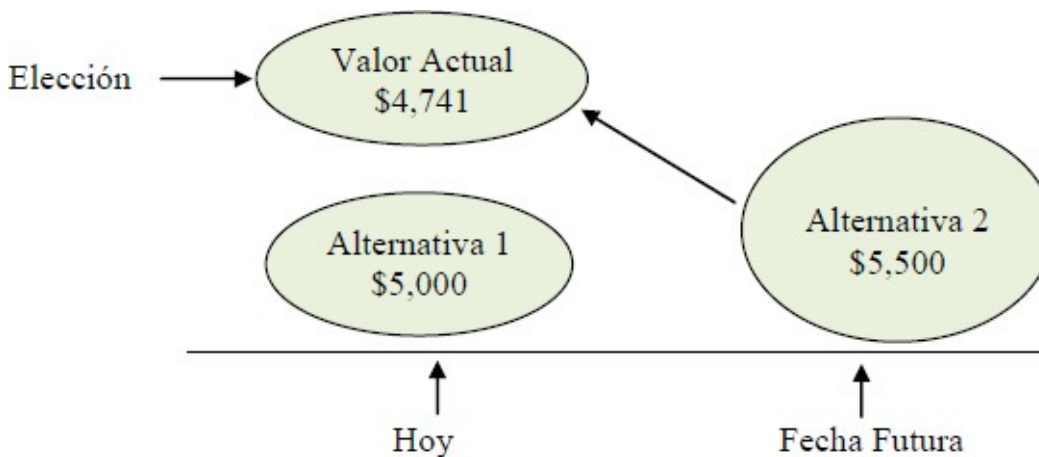 Elección
Valor Actual
$4,741
Alternativa 1
$5,000
Alternativa 2
$5,500
Hoy
Fecha Futura